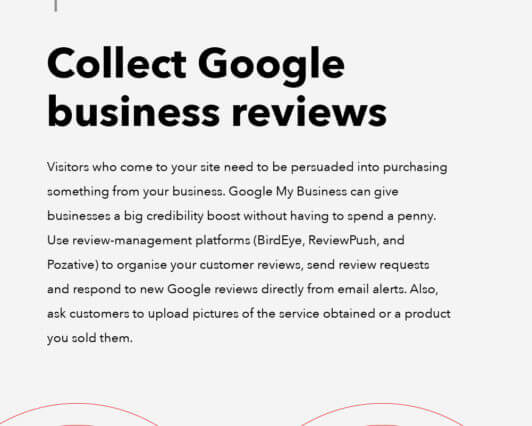 Collect Google
business reviews
Visitors who come to your site need to be persuaded into purchasing
something from your business. Google My Business can give
businesses a big credibility boost without having to spend a penny.
Use review-management platforms (BirdEye, ReviewPush, and
Pozative) to organise your customer reviews, send review requests
and respond to new Google reviews directly from email alerts. Also,
ask customers to upload pictures of the service obtained or a product
you sold them.